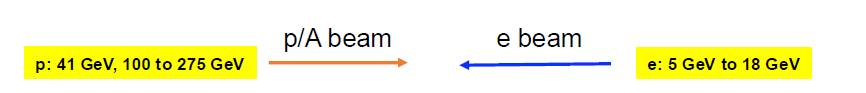 p/A beam
e beam
p: 41 GeV, 100 to 275 GeV
e: 5 GeV to 18 GeV